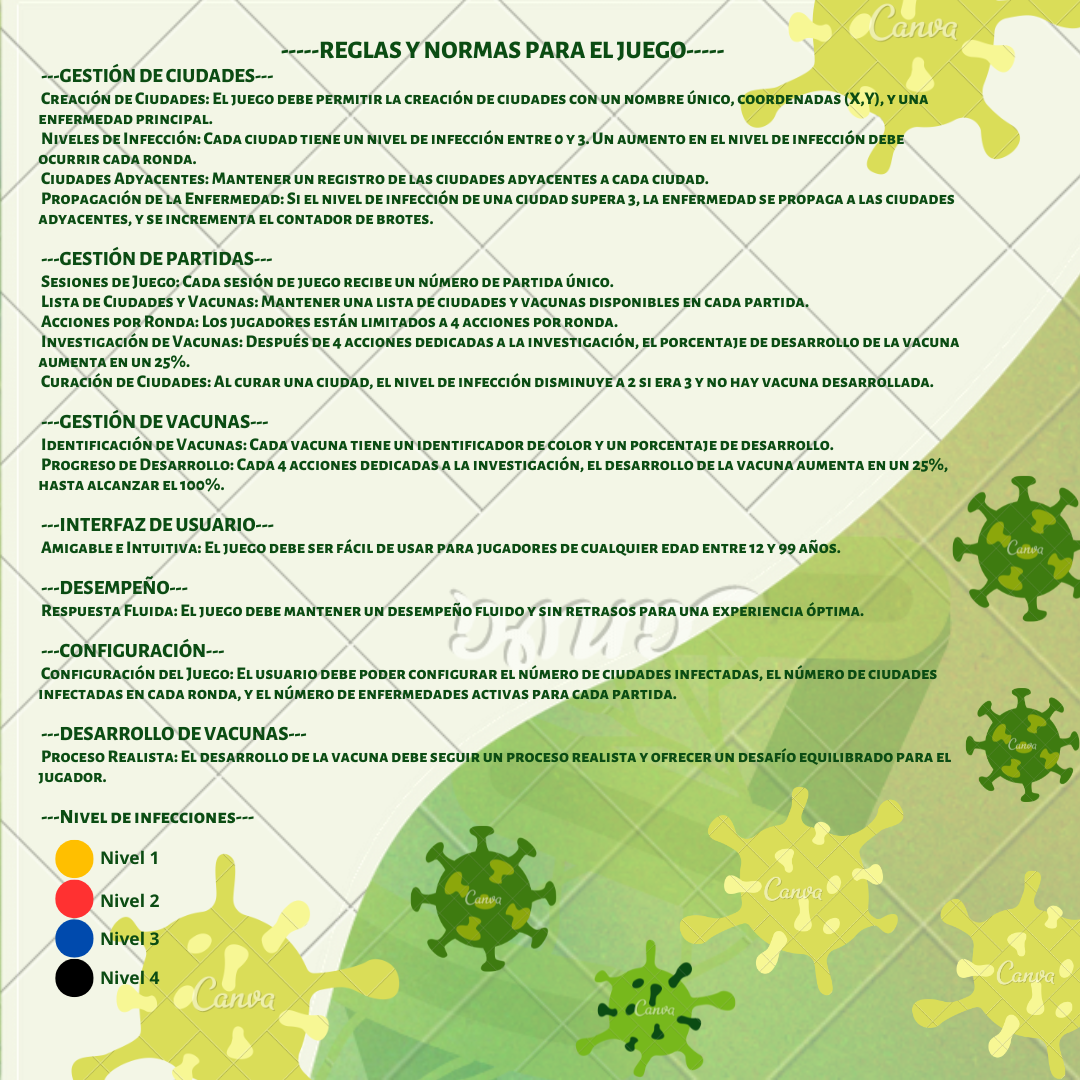 -----REGLAS Y NORMAS PARA EL JUEGO-----
---GESTIÓN DE CIUDADES---
Creación de Ciudades: El juego debe permitir la creación de ciudades con un nombre único, coordenadas (X,Y), y una
enfermedad principal.
Niveles de Infección: Cada ciudad tiene un nivel de infección entre 0 y 3. Un aumento en el nivel de infección debe
ocurrir cada ronda.
Ciudades Adyacentes: Mantener un registro de las ciudades adyacentes a cada ciudad.
Propagación de la Enfermedad: Si el nivel de infección de una ciudad supera 3, la enfermedad se propaga a las ciudades
adyacentes, y se incrementa el contador de brotes.
---GESTIÓN DE PARTIDAS---
Sesiones de Juego: Cada sesión de juego recibe un número de partida único.
Lista de Ciudades y Vacunas: Mantener una lista de ciudades y vacunas disponibles en cada partida.
Acciones por Ronda: Los jugadores están limitados a 4 acciones por ronda.
Investigación de Vacunas: Después de 4 acciones dedicadas a la investigación, el porcentaje de desarrollo de la vacuna
aumenta en un 25%.
Curación de Ciudades: Al curar una ciudad, el nivel de infección disminuye a 2 si era 3 y no hay vacuna desarrollada.
---GESTIÓN DE VACUNAS---
Identificación de Vacunas: Cada vacuna tiene un identificador de color y un porcentaje de desarrollo.
Progreso de Desarrollo: Cada 4 acciones dedicadas a la investigación, el desarrollo de la vacuna aumenta en un 25%,
hasta alcanzar el 100%.
---INTERFAZ DE USUARIO---
Amigable e Intuitiva: El juego debe ser fácil de usar para jugadores de cualquier edad entre 12 y 99 años.
---DESEMPEÑO---
Respuesta Fluida: El juego debe mantener un desempeño fluido y sin retrasos para una experiencia óptima.
---CONFIGURACIÓN---
Configuración del Juego: El usuario debe poder configurar el número de ciudades infectadas, el número de ciudades
infectadas en cada ronda, y el número de enfermedades activas para cada partida.
---DESARROLLO DE VACUNAS---
Proceso Realista: El desarrollo de la vacuna debe seguir un proceso realista y ofrecer un desafío equilibrado para el
jugador.
---Nivel de infecciones---
Nivel 1
Nivel 2
Nivel 3
Nivel 4
Canva
Canva
Canva
Canva
Canva
Canva
Canva
Canva
Canva